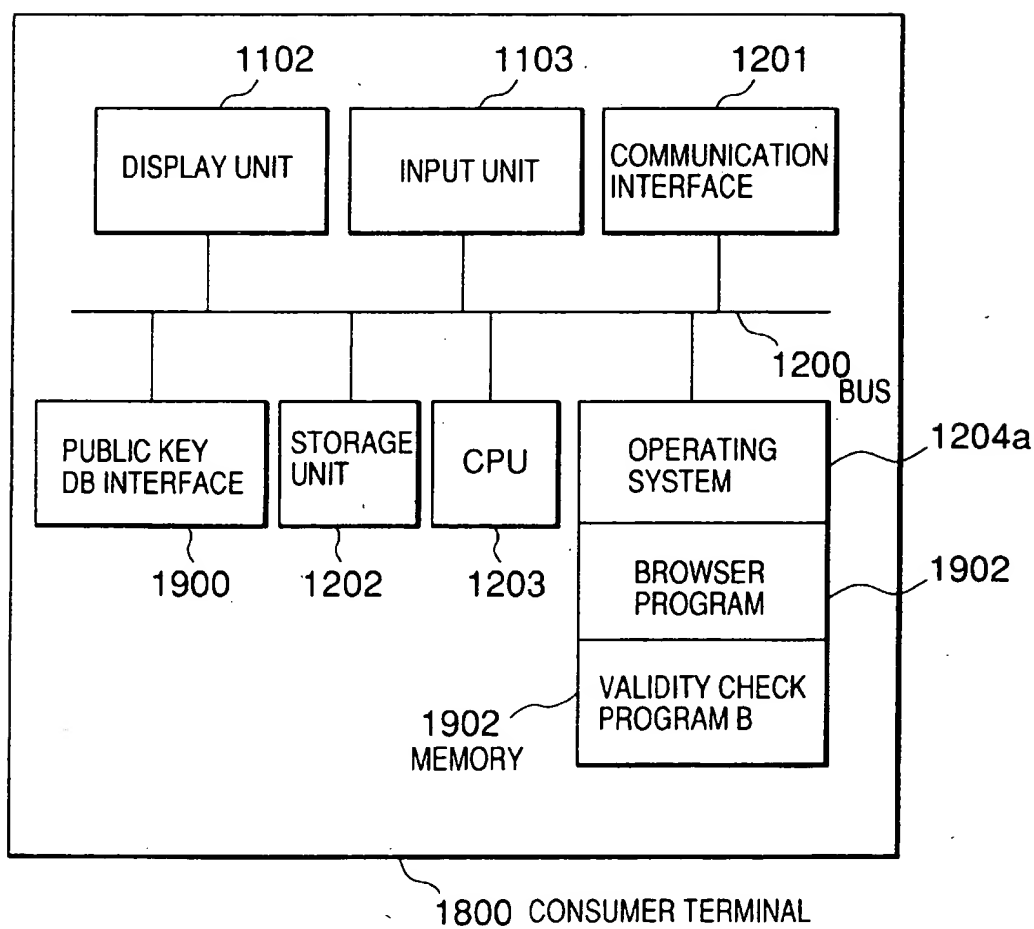 1102
1103
1201
DISPLAY UNIT
INPUT UNIT
COMMUNICATION
INTERFACE
1200
BUS
PUBLIC KEY
DB INTERFACE
STORAGE
UNIT
CPU
OPERATING
SYSTEM
1204a
1900
1202
1203
BROWSER
PROGRAM
1902
VALIDITY CHECK
PROGRAM B
1902
MEMORY
1800 CONSUMER TERMINAL